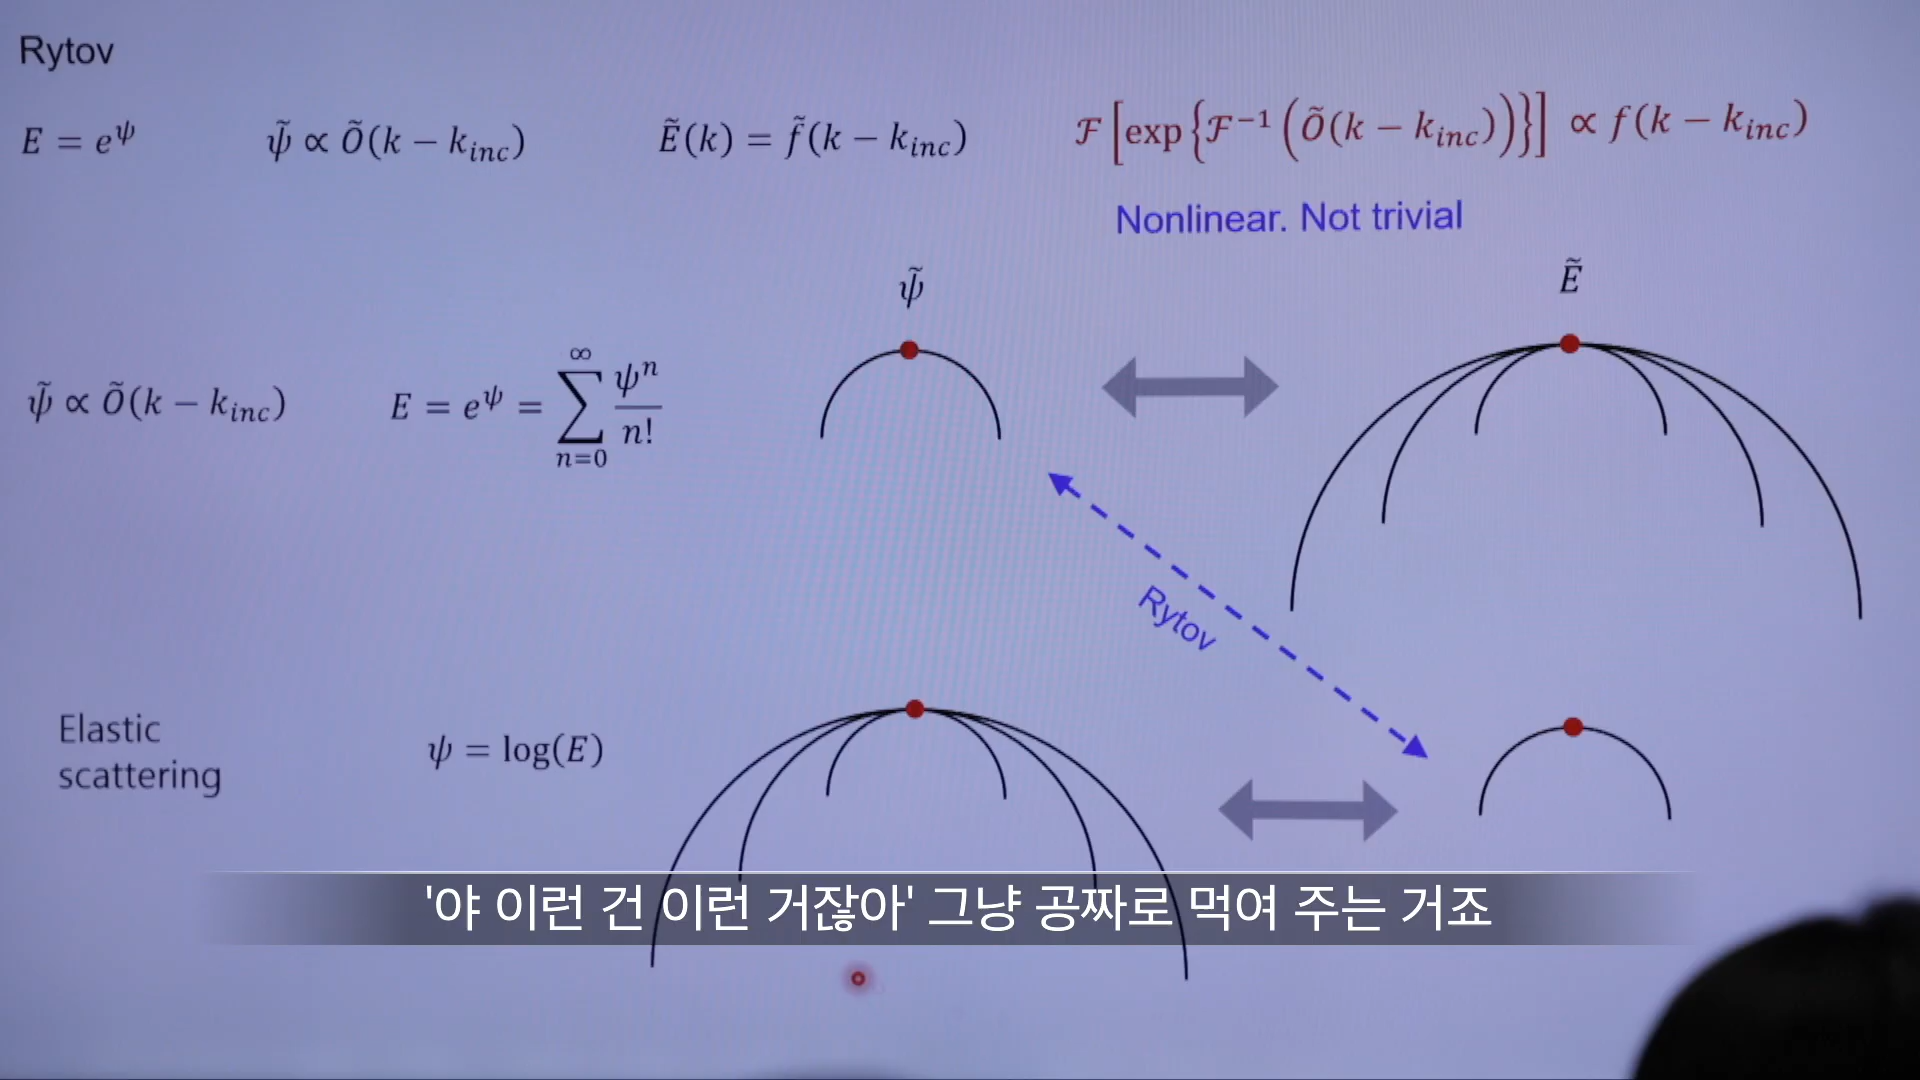 Rytov
E = e^ψ    ψ̃ ∝ Õ(k − k_inc)    Ẽ(k) = f̃(k − k_inc)    ℱ[exp{ℱ⁻¹(Õ(k − k_inc))}] ∝ f(k − k_inc)
Nonlinear. Not trivial
ψ̃    Ẽ
ψ̃ ∝ Õ(k − k_inc)    E = e^ψ = ∑_{n=0}^{∞} ψⁿ/n!
Rytov
Elastic
scattering
ψ = log(E)
'야 이런 건 이런 거잖아' 그냥 공짜로 먹여 주는 거죠